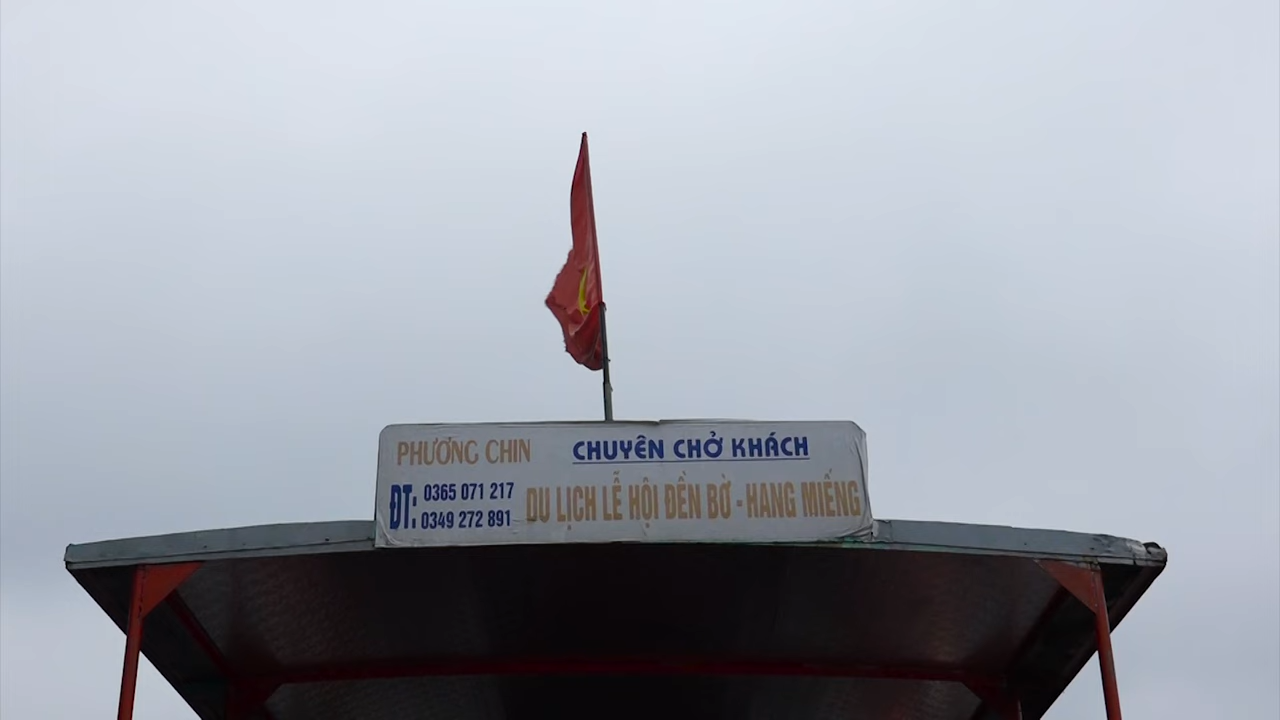 PHƯƠNG CHIN
CHUYÊN CHỞ KHÁCH
ĐT: 0365 071 217
0349 272 891
DU LỊCH LỄ HỘI ĐỀN BỜ - HANG MIẾNG